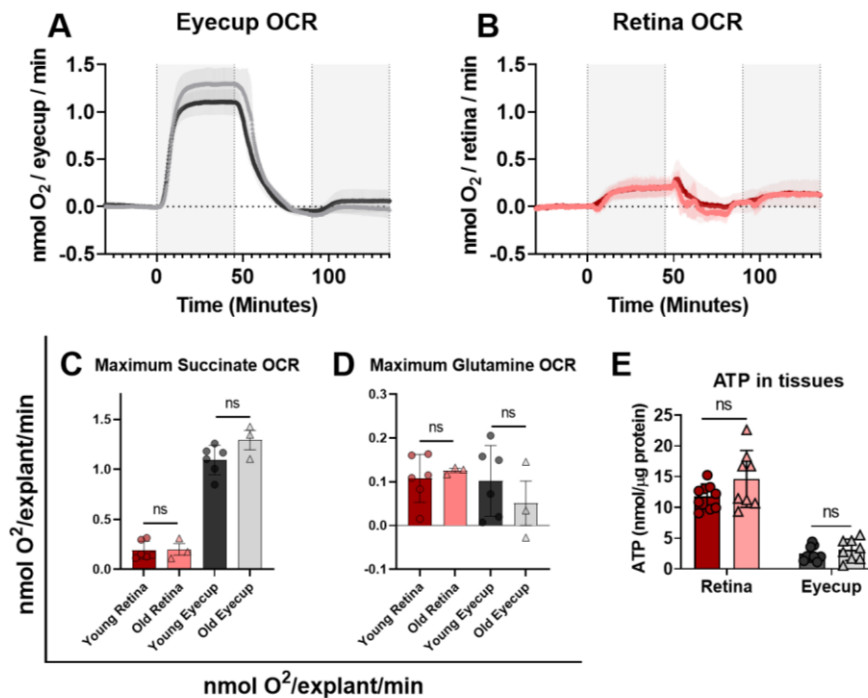 A Eyecup OCR
nmol O₂ / eyecup / min
1.5
1.0
0.5
0.0
-0.5
0 50 100
Time (Minutes)
B Retina OCR
nmol O₂ / retina / min
1.5
1.0
0.5
0.0
-0.5
0 50 100
Time (Minutes)
nmol O²/explant/min
C Maximum Succinate OCR
1.5
1.0
0.5
0.0
ns
ns
Young Retina
Old Retina
Young Eyecup
Old Eyecup
D Maximum Glutamine OCR
0.3
0.2
0.1
0.0
-0.1
ns
ns
Young Retina
Old Retina
Young Eyecup
Old Eyecup
nmol O²/explant/min
E ATP in tissues
ATP (nmol/µg protein)
25
20
15
10
5
0
ns
ns
Retina Eyecup